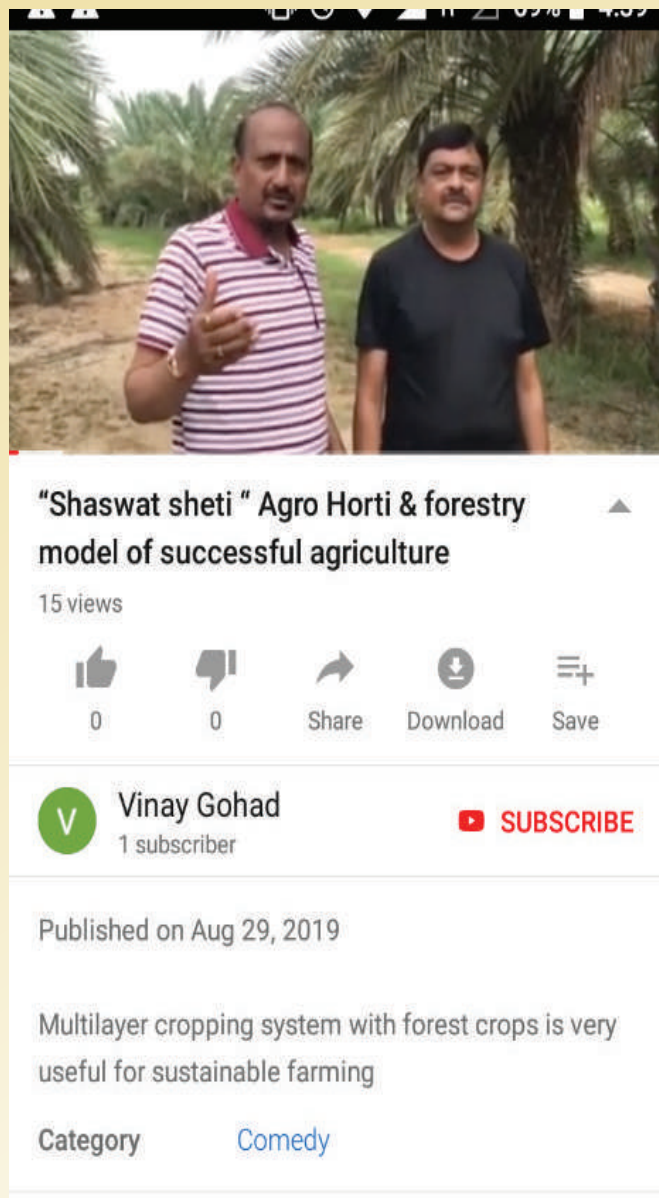 “Shaswat sheti “ Agro Horti & forestry
model of successful agriculture
15 views
0
0
Share
Download
Save
V
Vinay Gohad
1 subscriber
SUBSCRIBE
Published on Aug 29, 2019
Multilayer cropping system with forest crops is very
useful for sustainable farming
Category
Comedy